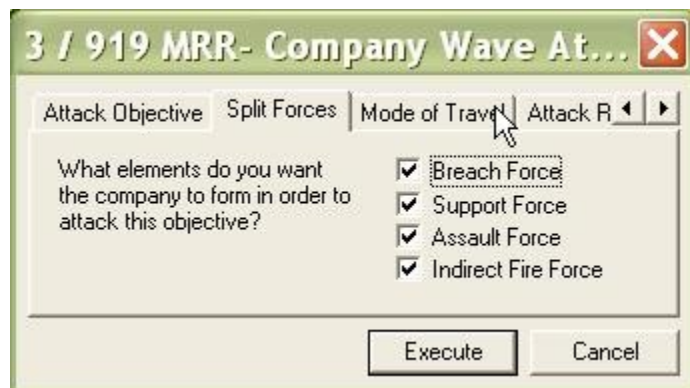 3 / 919 MRR- Company Wave At...
Attack Objective
Split Forces
Mode of Travel
Attack R
What elements do you want
the company to form in order to
attack this objective?
Breach Force
Support Force
Assault Force
Indirect Fire Force
Execute
Cancel